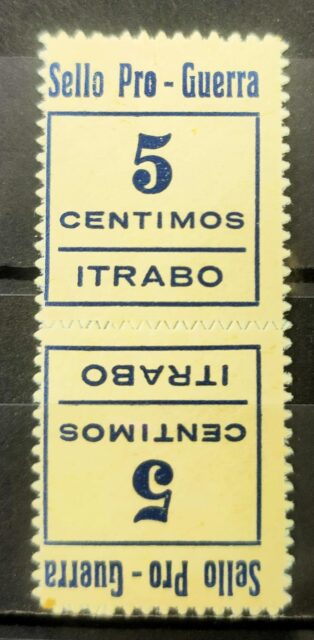 Sello Pro - Guerra
5
CENTIMOS
ITRABO
ITRABO
CENTIMOS
5
Sello Pro - Guerra